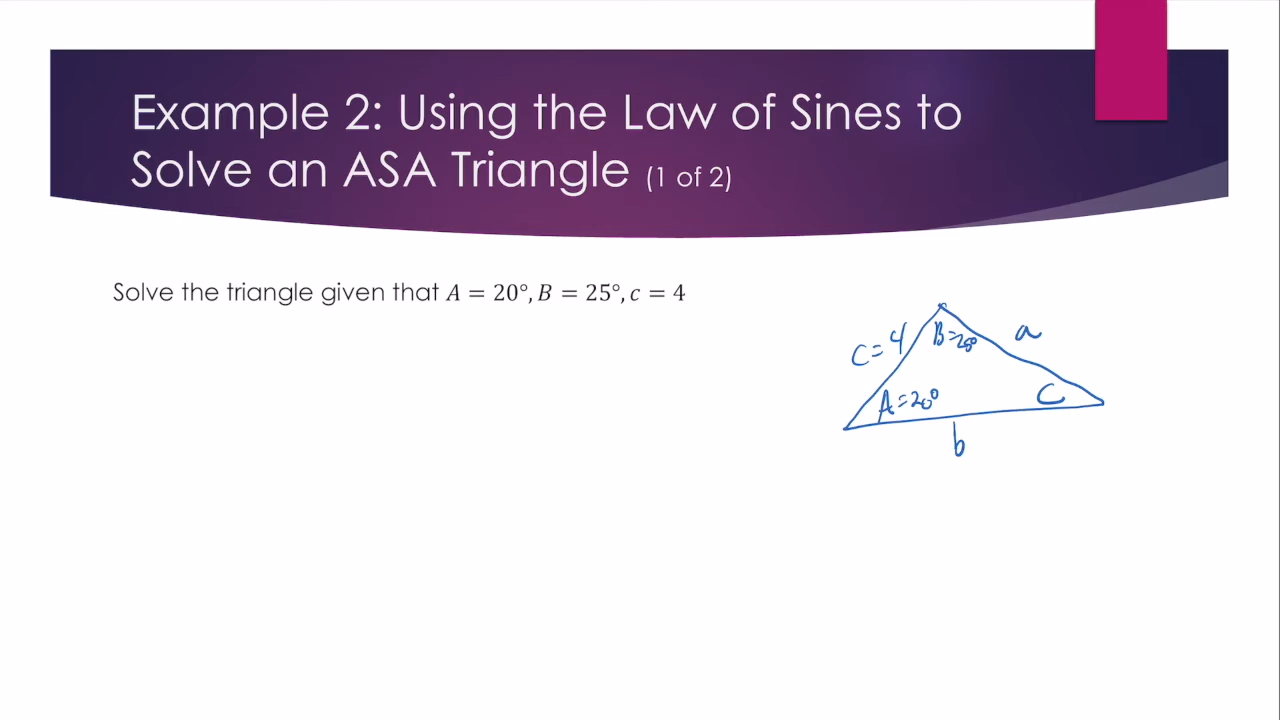 Example 2: Using the Law of Sines to
Solve an ASA Triangle (1 of 2)
Solve the triangle given that A = 20°, B = 25°, c = 4
c = 4
B = 25°
a
A = 20°
C
b